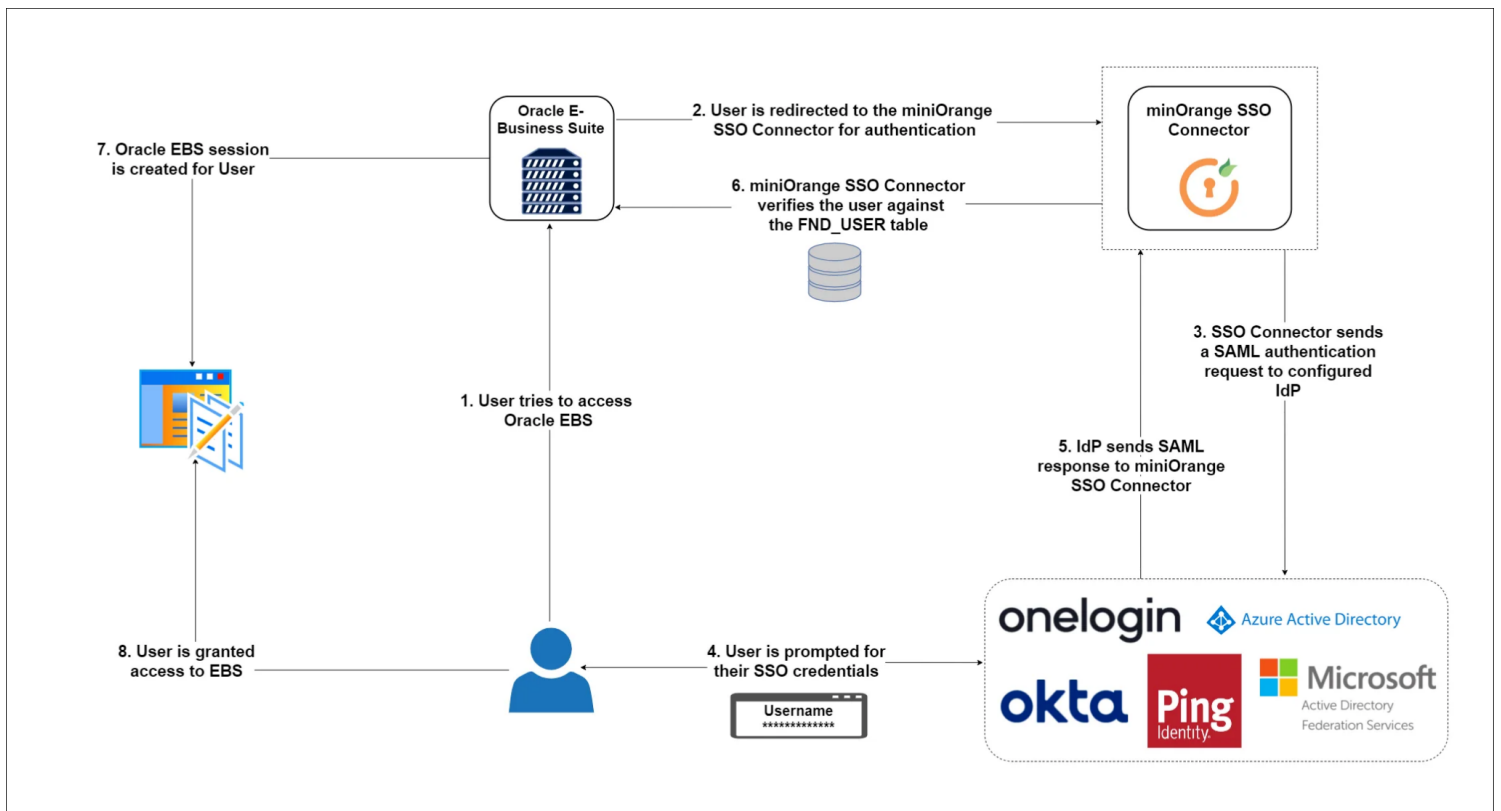 Oracle E-
Business Suite
2. User is redirected to the miniOrange
SSO Connector for authentication
minOrange SSO
Connector
7. Oracle EBS session
is created for User
6. miniOrange SSO Connector
verifies the user against
the FND_USER table
3. SSO Connector sends
a SAML authentication
request to configured
IdP
1. User tries to access
Oracle EBS
5. IdP sends SAML
response to miniOrange
SSO Connector
8. User is granted
access to EBS
4. User is prompted for
their SSO credentials
Username
*************
onelogin
Azure Active Directory
okta
Ping
Identity.
Microsoft
Active Directory
Federation Services